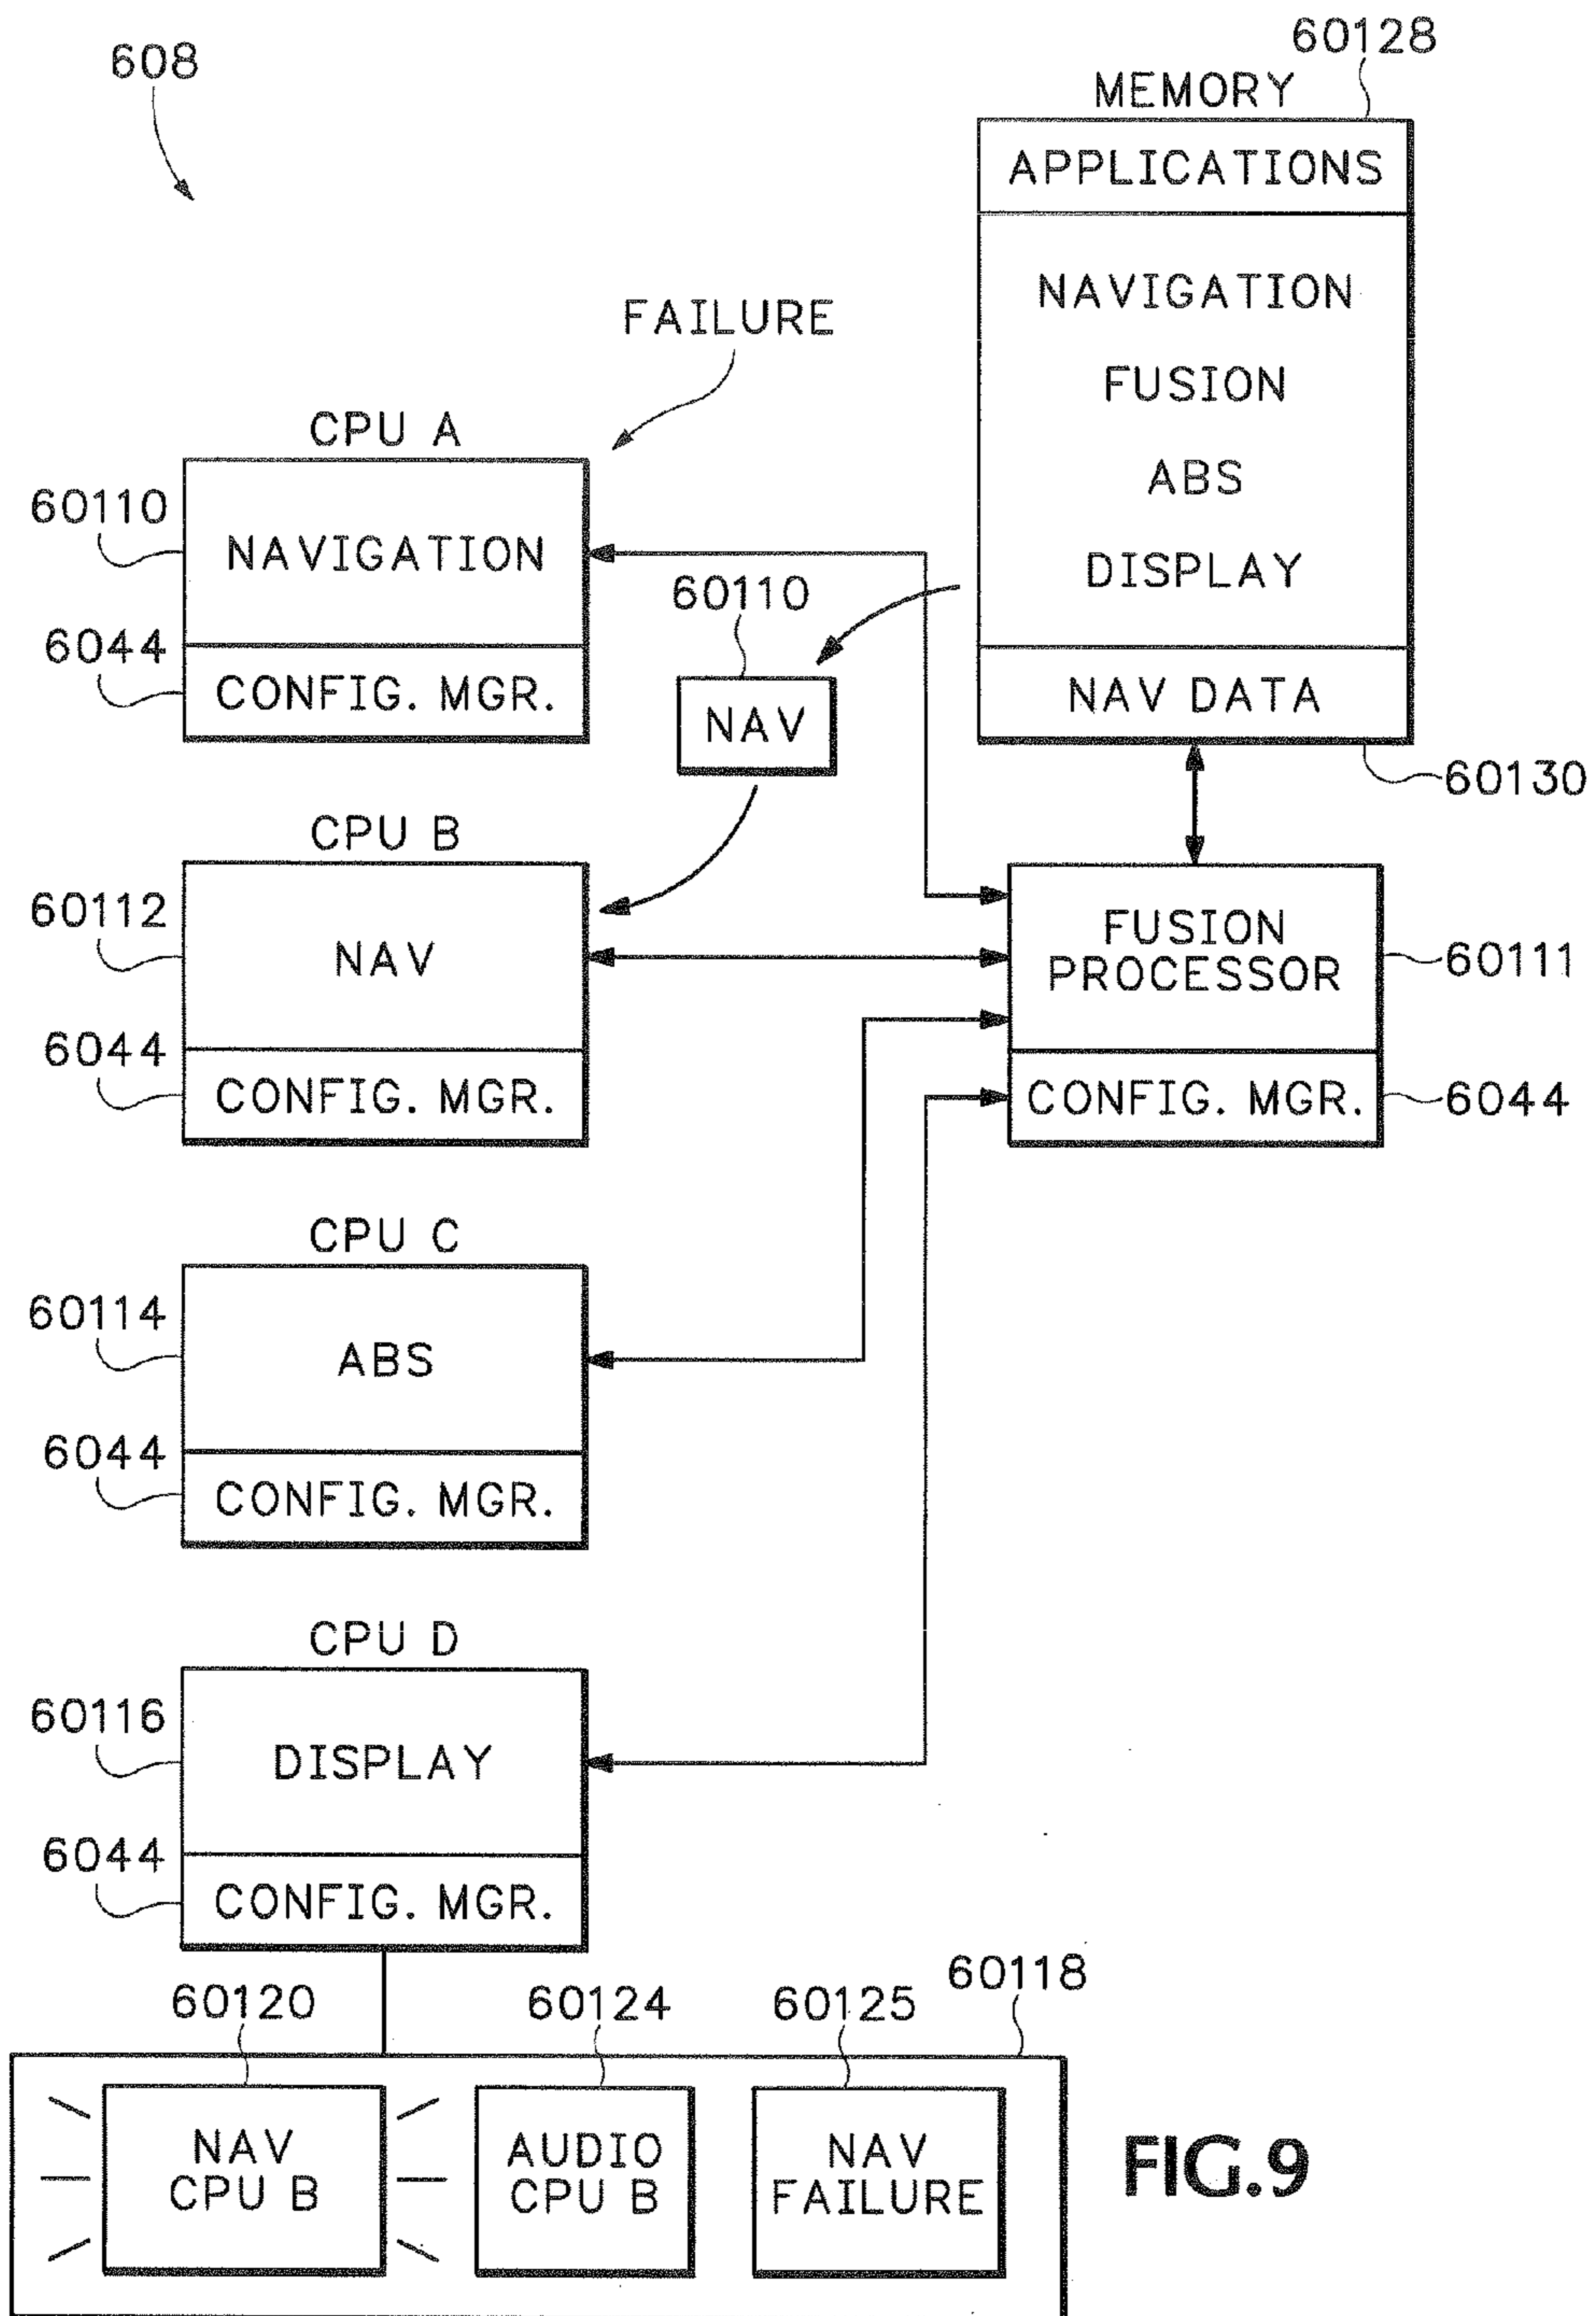 608
60128
MEMORY
APPLICATIONS
NAVIGATION
FUSION
ABS
DISPLAY
NAV DATA
60130
FAILURE
CPU A
60110
NAVIGATION
6044
CONFIG. MGR.
60110
NAV
CPU B
60112
NAV
6044
CONFIG. MGR.
FUSION
PROCESSOR
60111
CONFIG. MGR.
6044
CPU C
60114
ABS
6044
CONFIG. MGR.
CPU D
60116
DISPLAY
6044
CONFIG. MGR.
60118
60120
60124
60125
NAV
CPU B
AUDIO
CPU B
NAV
FAILURE
FIG.9